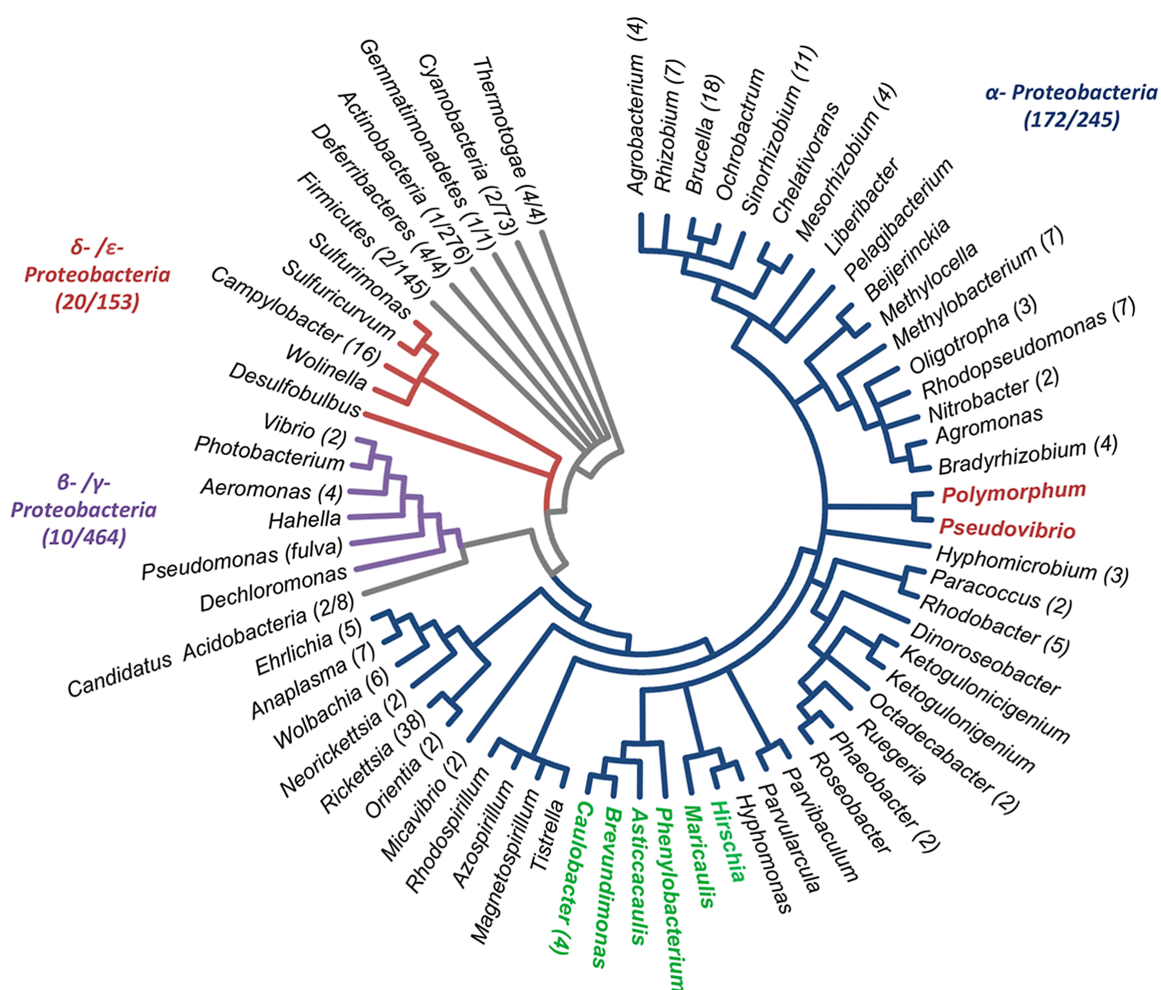 Agrobacterium (4)
Rhizobium (7)
Brucella (18)
Ochrobactrum
Sinorhizobium (11)
Chelativorans
Mesorhizobium (4)
Liberibacter
Pelagibacterium
Beijerinckia
Methylocella
Methylobacterium (7)
Oligotropha (3)
Rhodopseudomonas (7)
Nitrobacter (2)
Agromonas
Bradyrhizobium (4)
Polymorphum
Pseudovibrio
Hyphomicrobium (3)
Paracoccus (2)
Rhodobacter (5)
Dinoroseobacter
Ketogulonicigenium
Ketogulonigenium
Octadecabacter (2)
Ruegeria
Phaeobacter (2)
Roseobacter
Parvibaculum
Parvularcula
Hyphomonas
Hirschia
Maricaulis
Phenylobacterium
Asticcacaulis
Brevundimonas
Caulobacter (4)
Tistrella
Magnetospirillum
Azospirillum
Rhodospirillum
Micavibrio (2)
Orientia (2)
Rickettsia (38)
Neorickettsia (2)
Wolbachia (6)
Anaplasma (7)
Ehrlichia (5)
Candidatus Acidobacteria (2/8)
Dechloromonas
Pseudomonas (fulva)
Hahella
Aeromonas (4)
Photobacterium
Vibrio (2)
Desulfobulbus
Wolinella
Campylobacter (16)
Sulfuricurvum
Sulfurimonas
Firmicutes (2/145)
Deferribacteres (4/4)
Actinobacteria (1/276)
Gemmatimonadetes (1/1)
Cyanobacteria (2/73)
Thermotogae (4/4)
α- Proteobacteria
(172/245)
δ- /ε-
Proteobacteria
(20/153)
β- /γ-
Proteobacteria
(10/464)